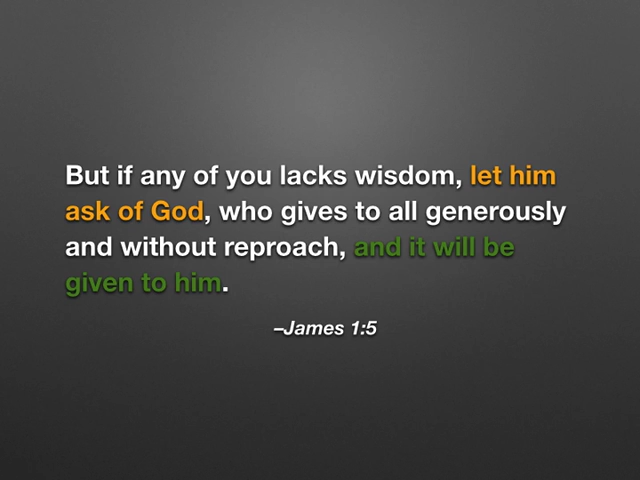 But if any of you lacks wisdom, let him
ask of God, who gives to all generously
and without reproach, and it will be
given to him.
–James 1:5